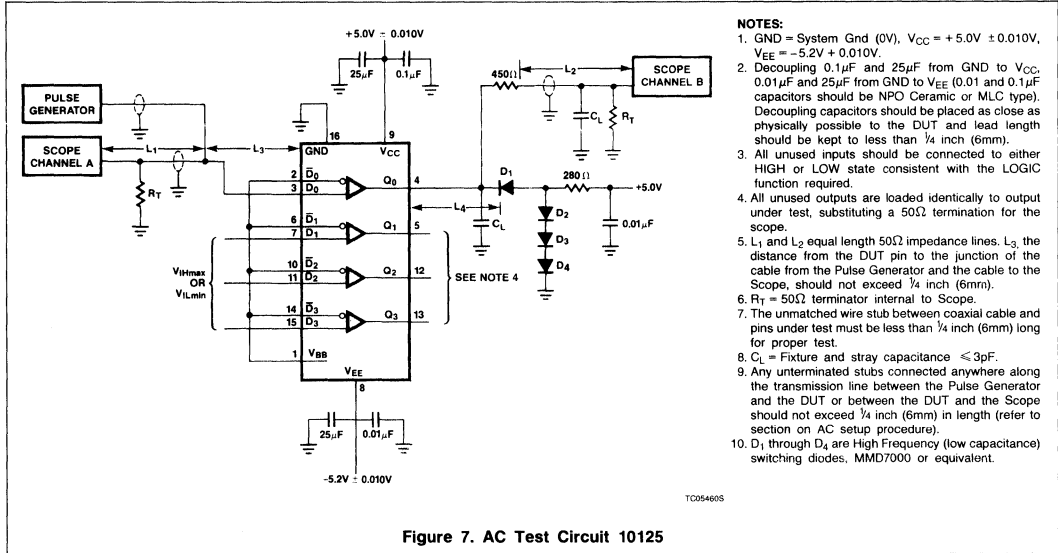 +5.0V ± 0.010V
25μF
0.1μF
450Ω
L2
SCOPE
CHANNEL B
PULSE
GENERATOR
CL
RT
SCOPE
CHANNEL A
L1
L3
16
9
GND
VCC
RT
2 D̅0
3 D0
Q0 4
D1
280 Ω
+5.0V
L4
CL
D2
0.01μF
6 D̅1
7 D1
Q1 5
D3
D4
VIHmax
OR
VILmin
10 D̅2
11 D2
Q2 12
SEE NOTE 4
14 D̅3
15 D3
Q3 13
1 VBB
VEE
8
25μF
0.01μF
-5.2V ± 0.010V
NOTES:
1. GND = System Gnd (0V), VCC = +5.0V ±0.010V,
VEE = -5.2V + 0.010V.
2. Decoupling 0.1μF and 25μF from GND to VCC,
0.01μF and 25μF from GND to VEE (0.01 and 0.1μF
capacitors should be NPO Ceramic or MLC type).
Decoupling capacitors should be placed as close as
physically possible to the DUT and lead length
should be kept to less than 1/4 inch (6mm).
3. All unused inputs should be connected to either
HIGH or LOW state consistent with the LOGIC
function required.
4. All unused outputs are loaded identically to output
under test, substituting a 50Ω termination for the
scope.
5. L1 and L2 equal length 50Ω impedance lines. L3, the
distance from the DUT pin to the junction of the
cable from the Pulse Generator and the cable to the
Scope, should not exceed 1/4 inch (6mm).
6. RT = 50Ω terminator internal to Scope.
7. The unmatched wire stub between coaxial cable and
pins under test must be less than 1/4 inch (6mm) long
for proper test.
8. CL = Fixture and stray capacitance ≤3pF.
9. Any unterminated stubs connected anywhere along
the transmission line between the Pulse Generator
and the DUT or between the DUT and the Scope
should not exceed 1/4 inch (6mm) in length (refer to
section on AC setup procedure).
10. D1 through D4 are High Frequency (low capacitance)
switching diodes, MMD7000 or equivalent.
TC05460S
Figure 7. AC Test Circuit 10125